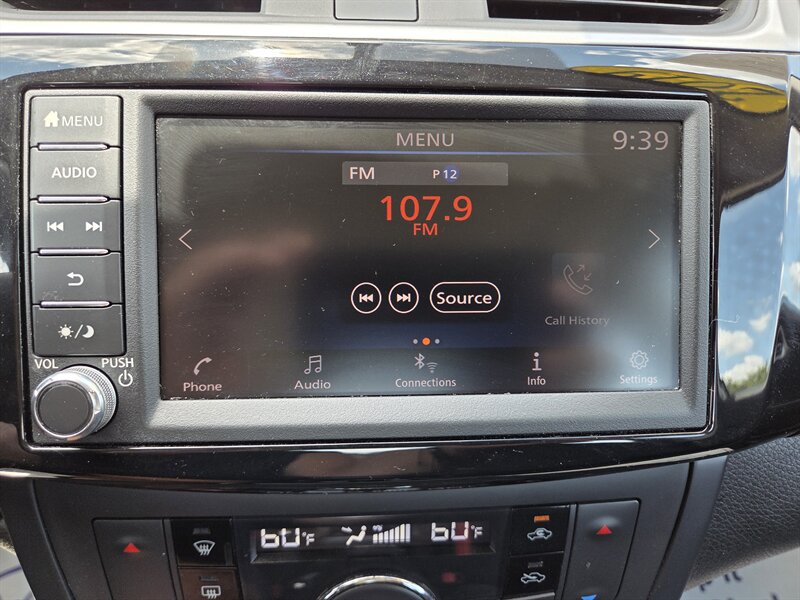 MENU
AUDIO
VOL
PUSH
MENU
9:39
FM
P 12
107.9
FM
Source
Call History
Phone
Audio
Connections
Info
Settings
60°F
60°F